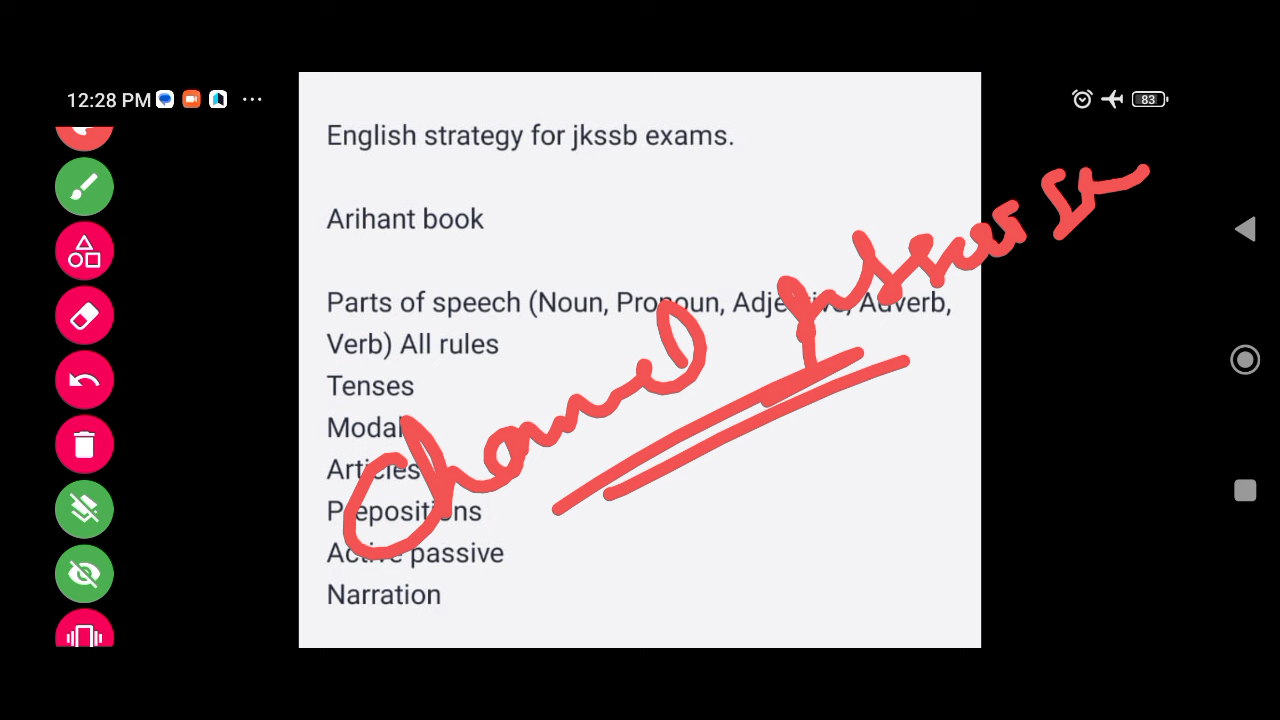 12:28 PM
83
English strategy for jkssb exams.
Arihant book
Parts of speech (Noun, Pronoun, Adjective, Adverb,
Verb) All rules
Tenses
Modals
Articles
Prepositions
Active passive
Narration
Channel